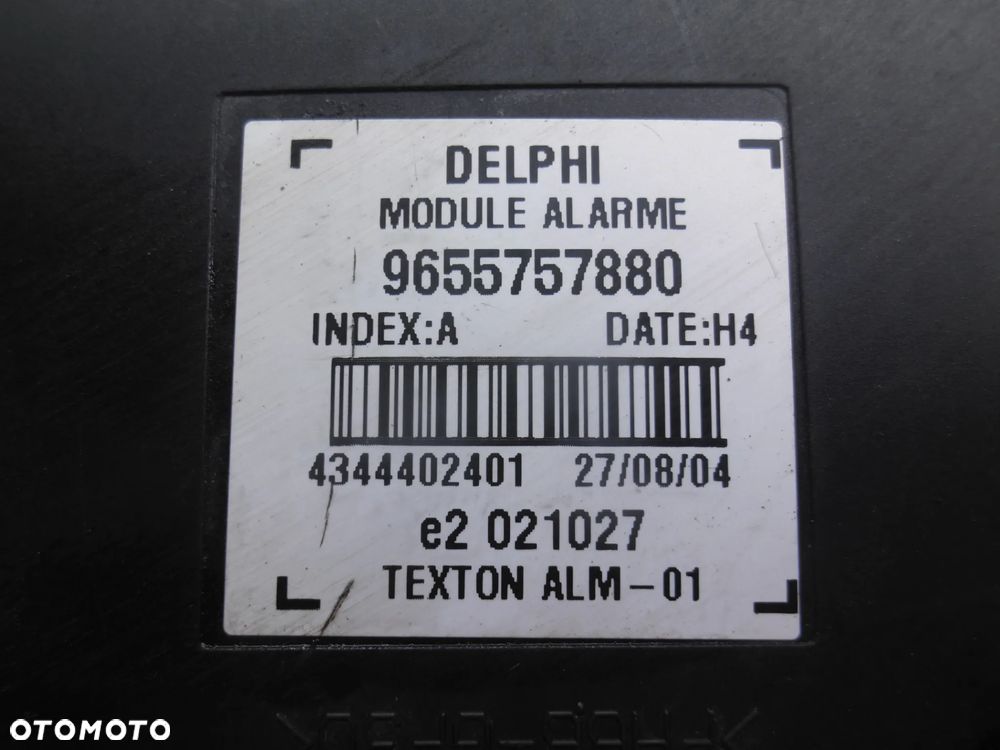 DELPHI
MODULE ALARME
9655757880
INDEX:A DATE:H4
4344402401 27/08/04
e2 021027
TEXTON ALM-01
OTOMOTO